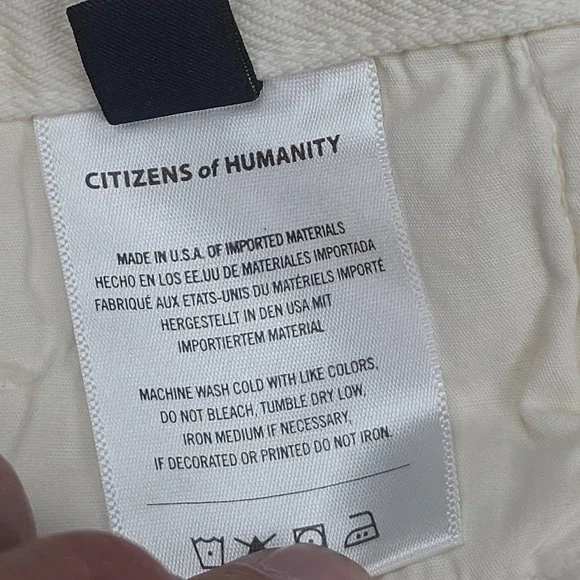 CITIZENS of HUMANITY
MADE IN U.S.A. OF IMPORTED MATERIALS
HECHO EN LOS EE.UU DE MATERIALES IMPORTADA
FABRIQUÉ AUX ETATS-UNIS DU MATÉRIELS IMPORTÉ
HERGESTELLT IN DEN USA MIT
IMPORTIERTEM MATERIAL
MACHINE WASH COLD WITH LIKE COLORS,
DO NOT BLEACH, TUMBLE DRY LOW,
IRON MEDIUM IF NECESSARY,
IF DECORATED OR PRINTED DO NOT IRON.